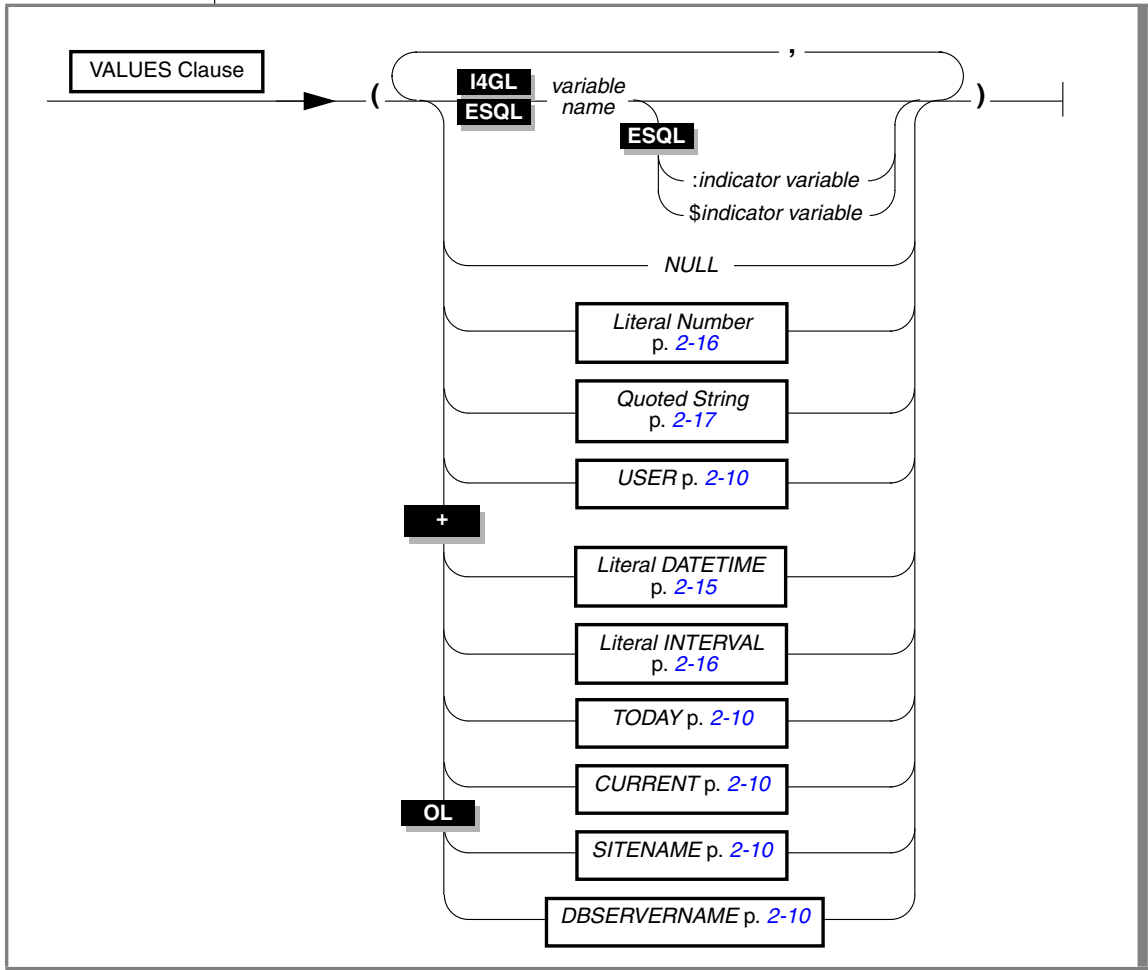 VALUES Clause
,
(
I4GL
ESQL
variable
name
)
ESQL
:indicator variable
$indicator variable
NULL
Literal Number
p. 2-16
Quoted String
p. 2-17
USER p. 2-10
+
Literal DATETIME
p. 2-15
Literal INTERVAL
p. 2-16
TODAY p. 2-10
CURRENT p. 2-10
OL
SITENAME p. 2-10
DBSERVERNAME p. 2-10